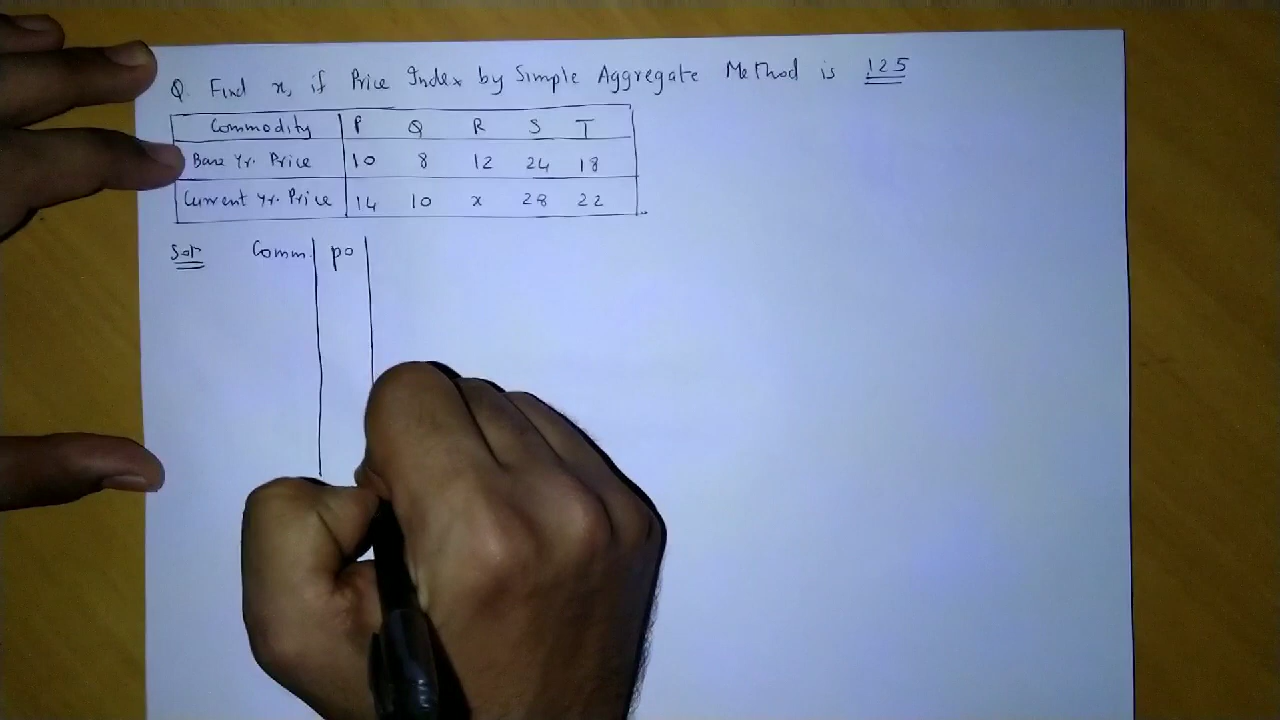 Q. Find x, if Price Index by Simple Aggregate Method is 125
Commodity P Q R S T
Base Yr. Price 10 8 12 24 18
Current Yr. Price 14 10 x 28 22
Sol Comm. po